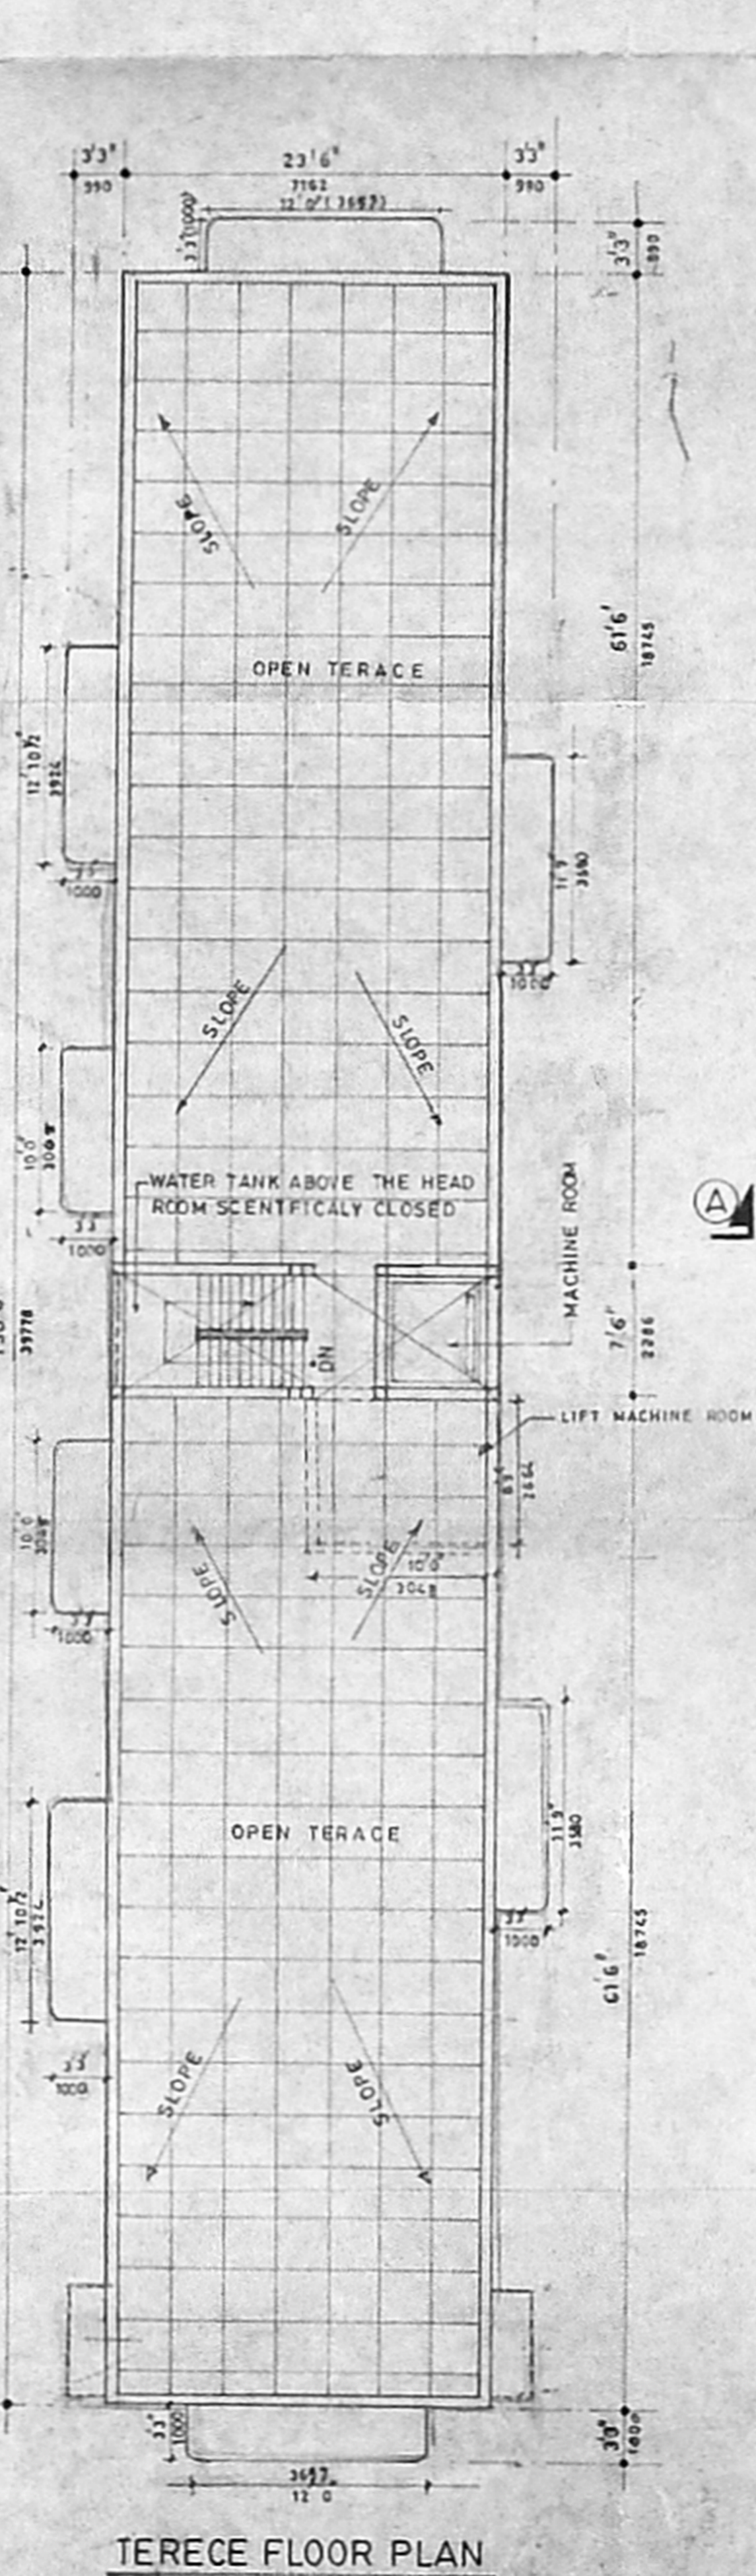 3'3"
23'6"
3'3"
990
7162
990
12'0"(3657)
3'3"(1000)
3'3"
990
SLOPE
SLOPE
61'6"
18745
OPEN TERACE
12'10½"
3924
11'9"
3580
3'3"
1000
3'3"
1000
SLOPE
SLOPE
10'0"
3'3"
1000
WATER TANK ABOVE THE HEAD
ROOM SCENTFICALY CLOSED
MACHINE ROOM
A
7'6"
2286
39778
DN
LIFT MACHINE ROOM
10'0
SLOPE
SLOPE
10'0"
3048
3'3"
1000
OPEN TERACE
11'9"
3580
12'10½"
3924
3'3"
1000
61'6"
18745
3'3"
1000
SLOPE
SLOPE
3'3"
1000
3657
12'0
TERECE FLOOR PLAN